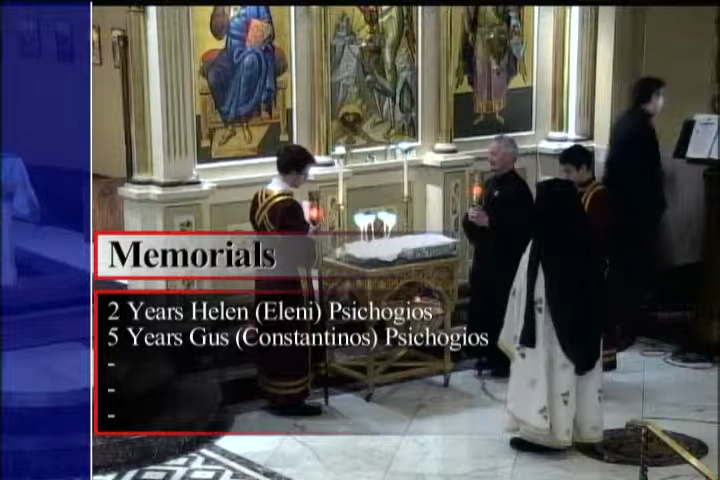 Memorials
2 Years Helen (Eleni) Psichogios
5 Years Gus (Constantinos) Psichogios
-
-
-